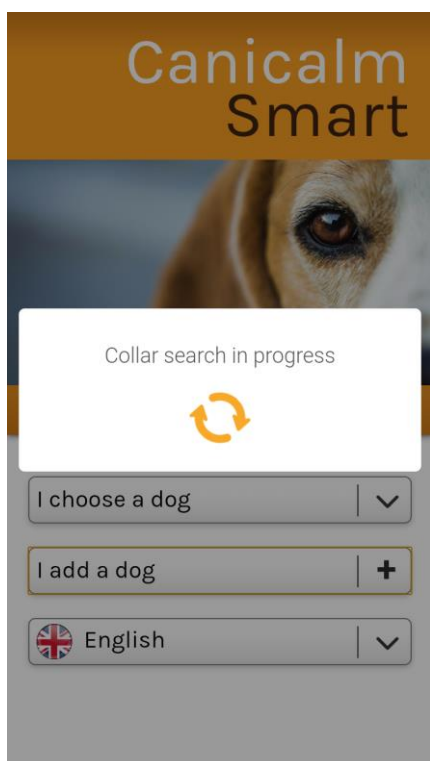 Canicalm
Smart
Collar search in progress
I choose a dog
I add a dog
English